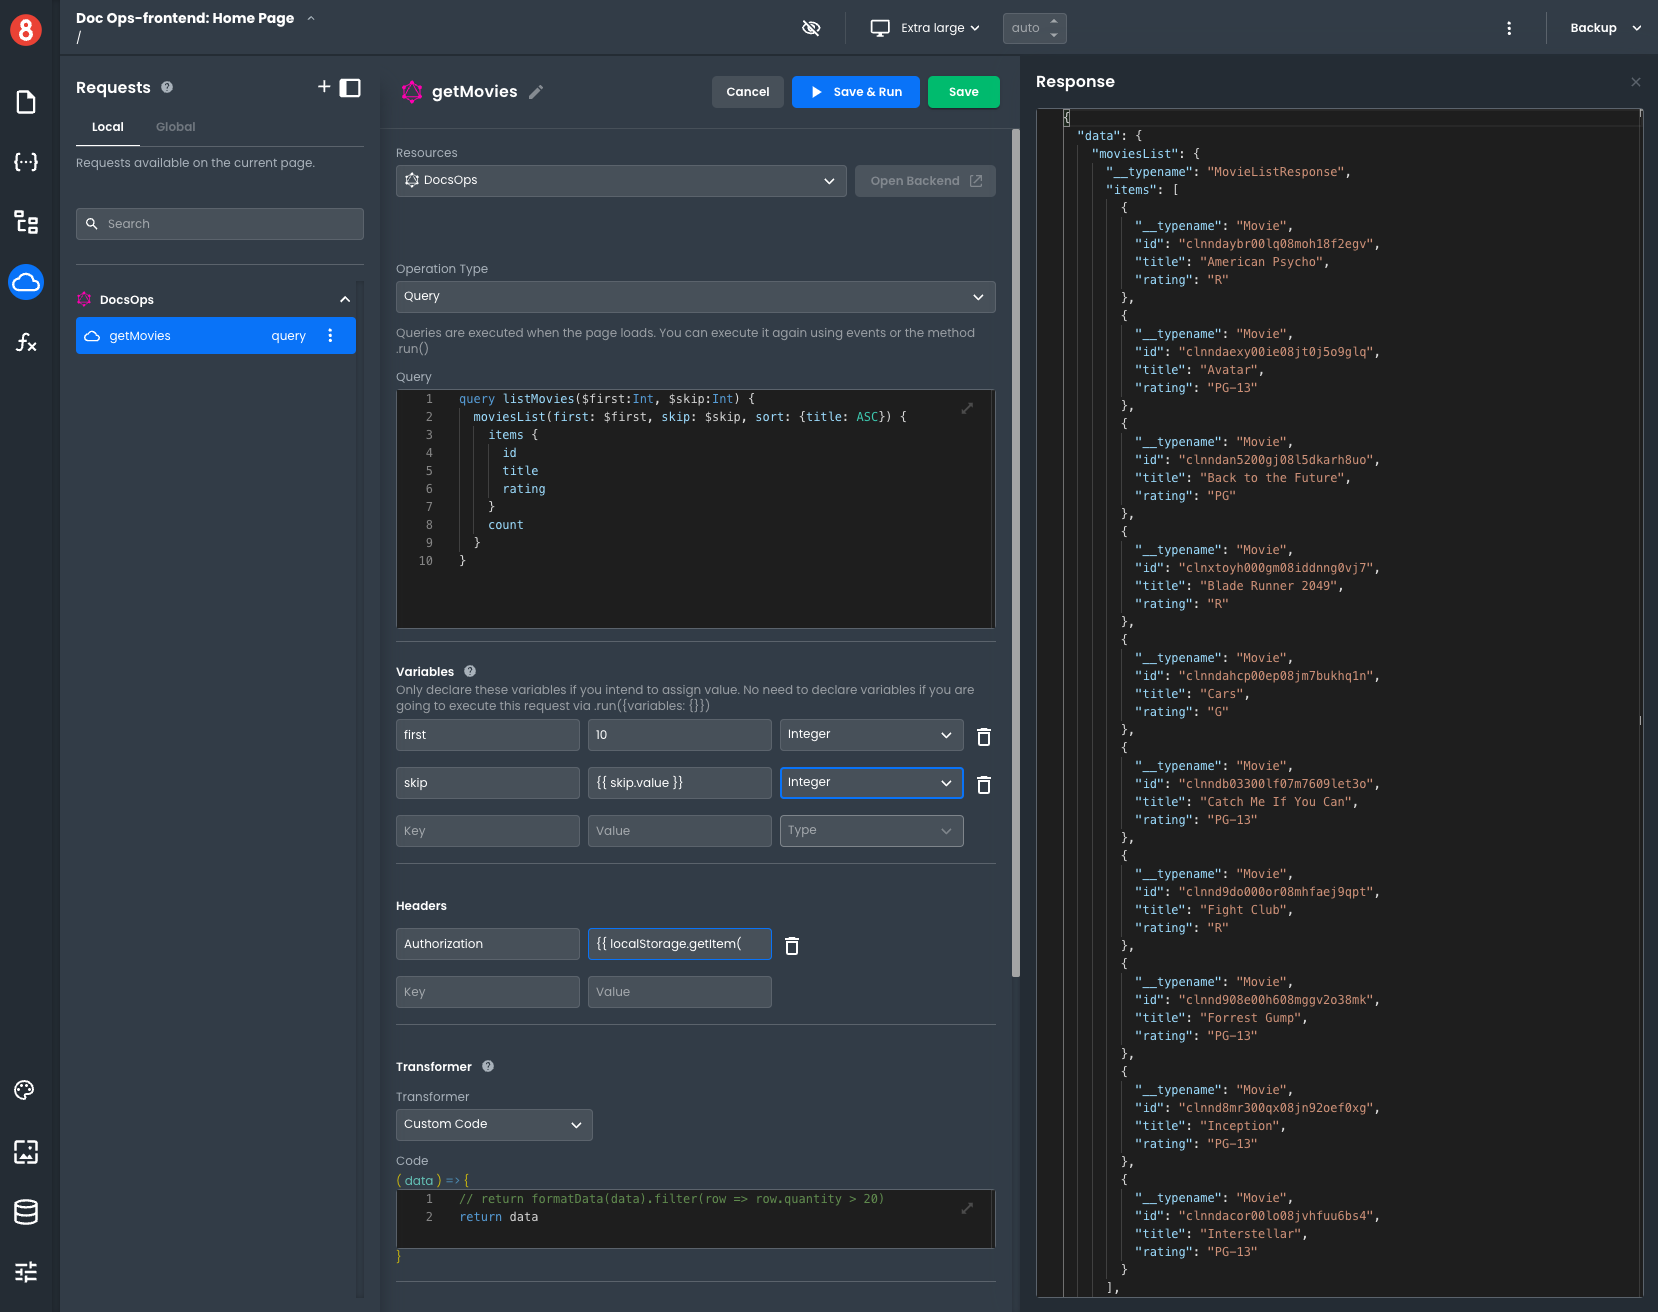 8
Doc Ops-frontend: Home Page
/
Extra large
auto
Backup
Requests
Local
Global
Requests available on the current page.
Search
DocsOps
getMovies query
getMovies
Cancel
Save & Run
Save
Resources
DocsOps
Open Backend
Operation Type
Query
Queries are executed when the page loads. You can execute it again using events or the method
.run()
Query
1 query listMovies($first:Int, $skip:Int) {
2 moviesList(first: $first, skip: $skip, sort: {title: ASC}) {
3 items {
4 id
5 title
6 rating
7 }
8 count
9 }
10 }
Variables
Only declare these variables if you intend to assign value. No need to declare variables if you are
going to execute this request via .run({variables: {}})
first 10 Integer
skip {{ skip.value }} Integer
Key Value Type
Headers
Authorization {{ localStorage.getItem(
Key Value
Transformer
Transformer
Custom Code
Code
( data ) => {
1 // return formatData(data).filter(row => row.quantity > 20)
2 return data
}
Response
{
"data": {
"moviesList": {
"__typename": "MovieListResponse",
"items": [
{
"__typename": "Movie",
"id": "clnndaybr00lq08moh18f2egv",
"title": "American Psycho",
"rating": "R"
},
{
"__typename": "Movie",
"id": "clnndaexy00ie08jt0j5o9glq",
"title": "Avatar",
"rating": "PG-13"
},
{
"__typename": "Movie",
"id": "clnndan5200gj08l5dkarh8uo",
"title": "Back to the Future",
"rating": "PG"
},
{
"__typename": "Movie",
"id": "clnxtoyh000gm08iddnng0vj7",
"title": "Blade Runner 2049",
"rating": "R"
},
{
"__typename": "Movie",
"id": "clnndahcp00ep08jm7bukhq1n",
"title": "Cars",
"rating": "G"
},
{
"__typename": "Movie",
"id": "clnndb03300lf07m7609let3o",
"title": "Catch Me If You Can",
"rating": "PG-13"
},
{
"__typename": "Movie",
"id": "clnnd9do000or08mhfaej9qpt",
"title": "Fight Club",
"rating": "R"
},
{
"__typename": "Movie",
"id": "clnnd908e00h608mggv2o38mk",
"title": "Forrest Gump",
"rating": "PG-13"
},
{
"__typename": "Movie",
"id": "clnnd8mr300qx08jn92oef0xg",
"title": "Inception",
"rating": "PG-13"
},
{
"__typename": "Movie",
"id": "clnndacor00lo08jvhfuu6bs4",
"title": "Interstellar",
"rating": "PG-13"
}
],